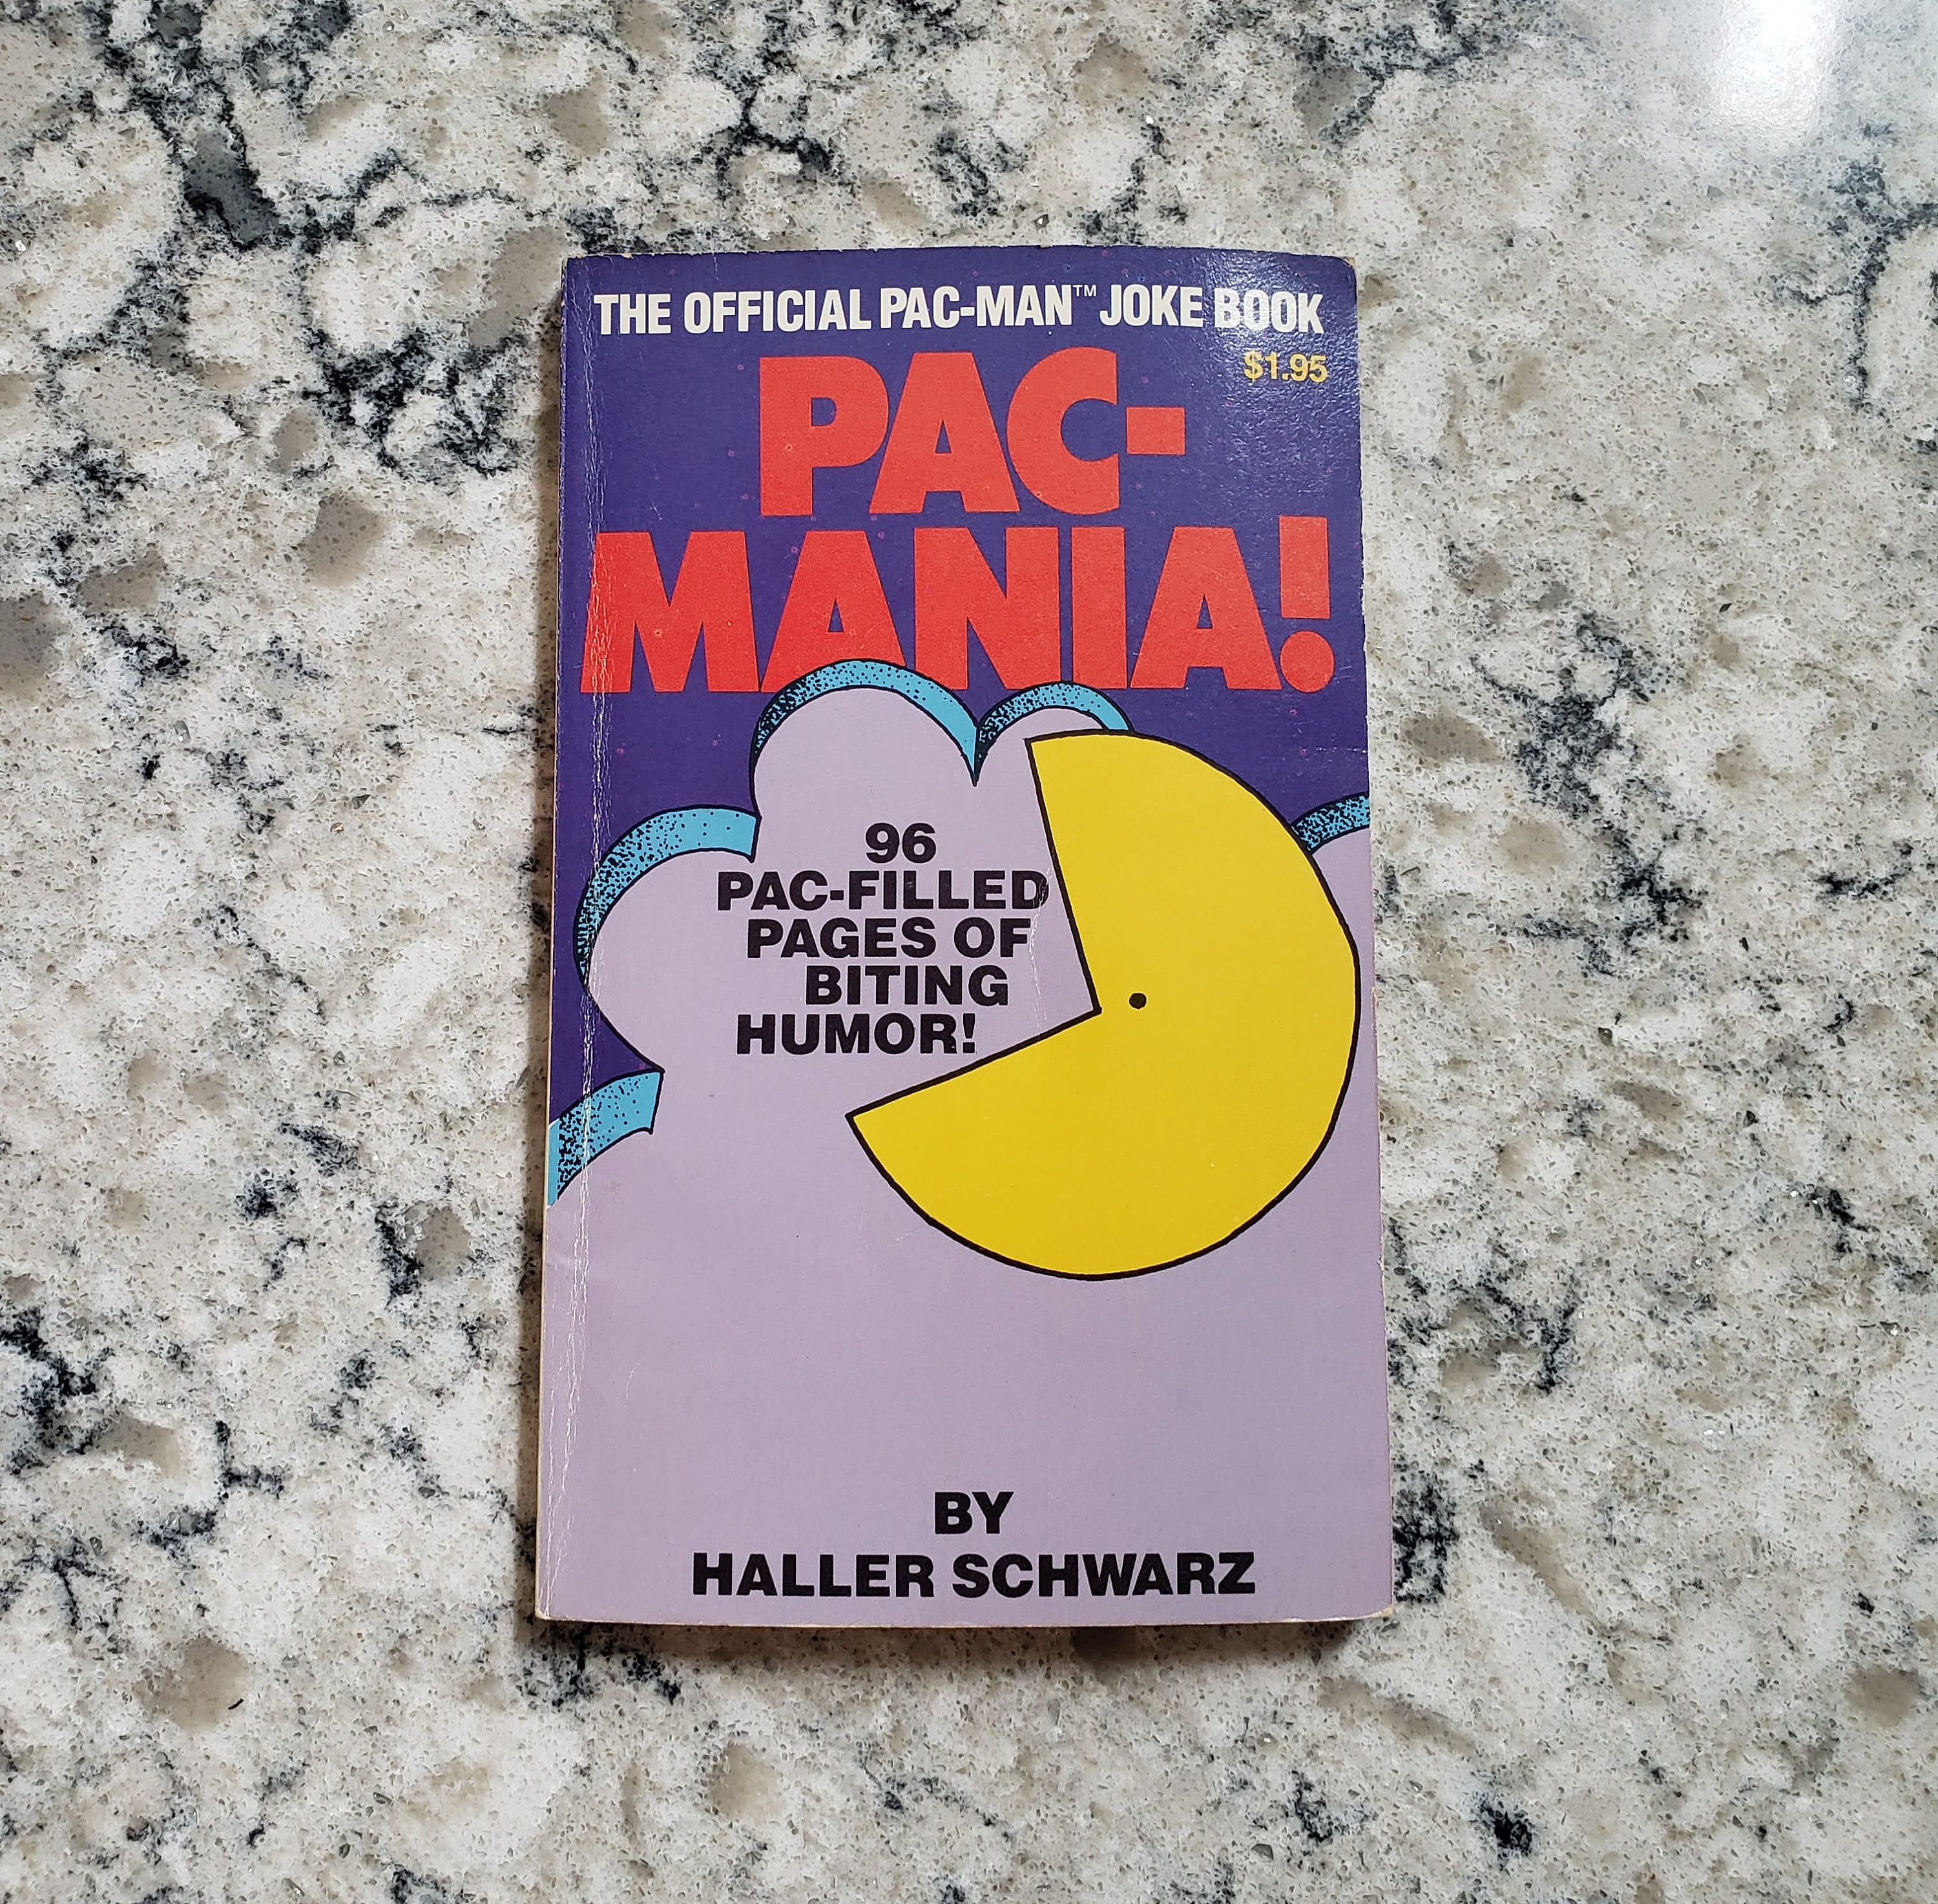 THE OFFICIAL PAC-MAN™ JOKE BOOK
$1.95
PAC-
MANIA!
96
PAC-FILLED
PAGES OF
BITING
HUMOR!
BY
HALLER SCHWARZ